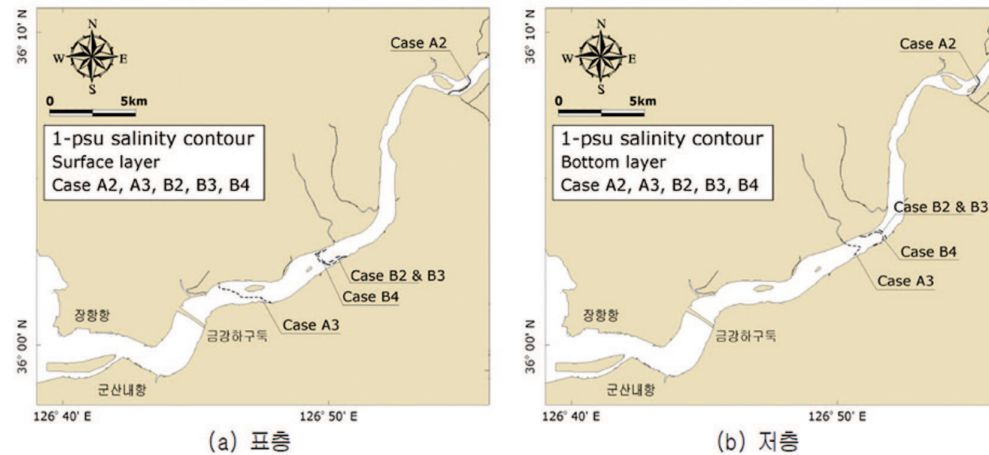 36° 10' N
N
W
E
S
0
5km
1-psu salinity contour
Surface layer
Case A2, A3, B2, B3, B4
Case A2
Case B2 & B3
Case B4
Case A3
장항항
금강하구둑
36° 00' N
군산내항
126° 40' E
126° 50' E
(a) 표층
36° 10' N
N
W
E
S
0
5km
1-psu salinity contour
Bottom layer
Case A2, A3, B2, B3, B4
Case A2
Case B2 & B3
Case B4
Case A3
장항항
금강하구둑
36° 00' N
군산내항
126° 40' E
126° 50' E
(b) 저층